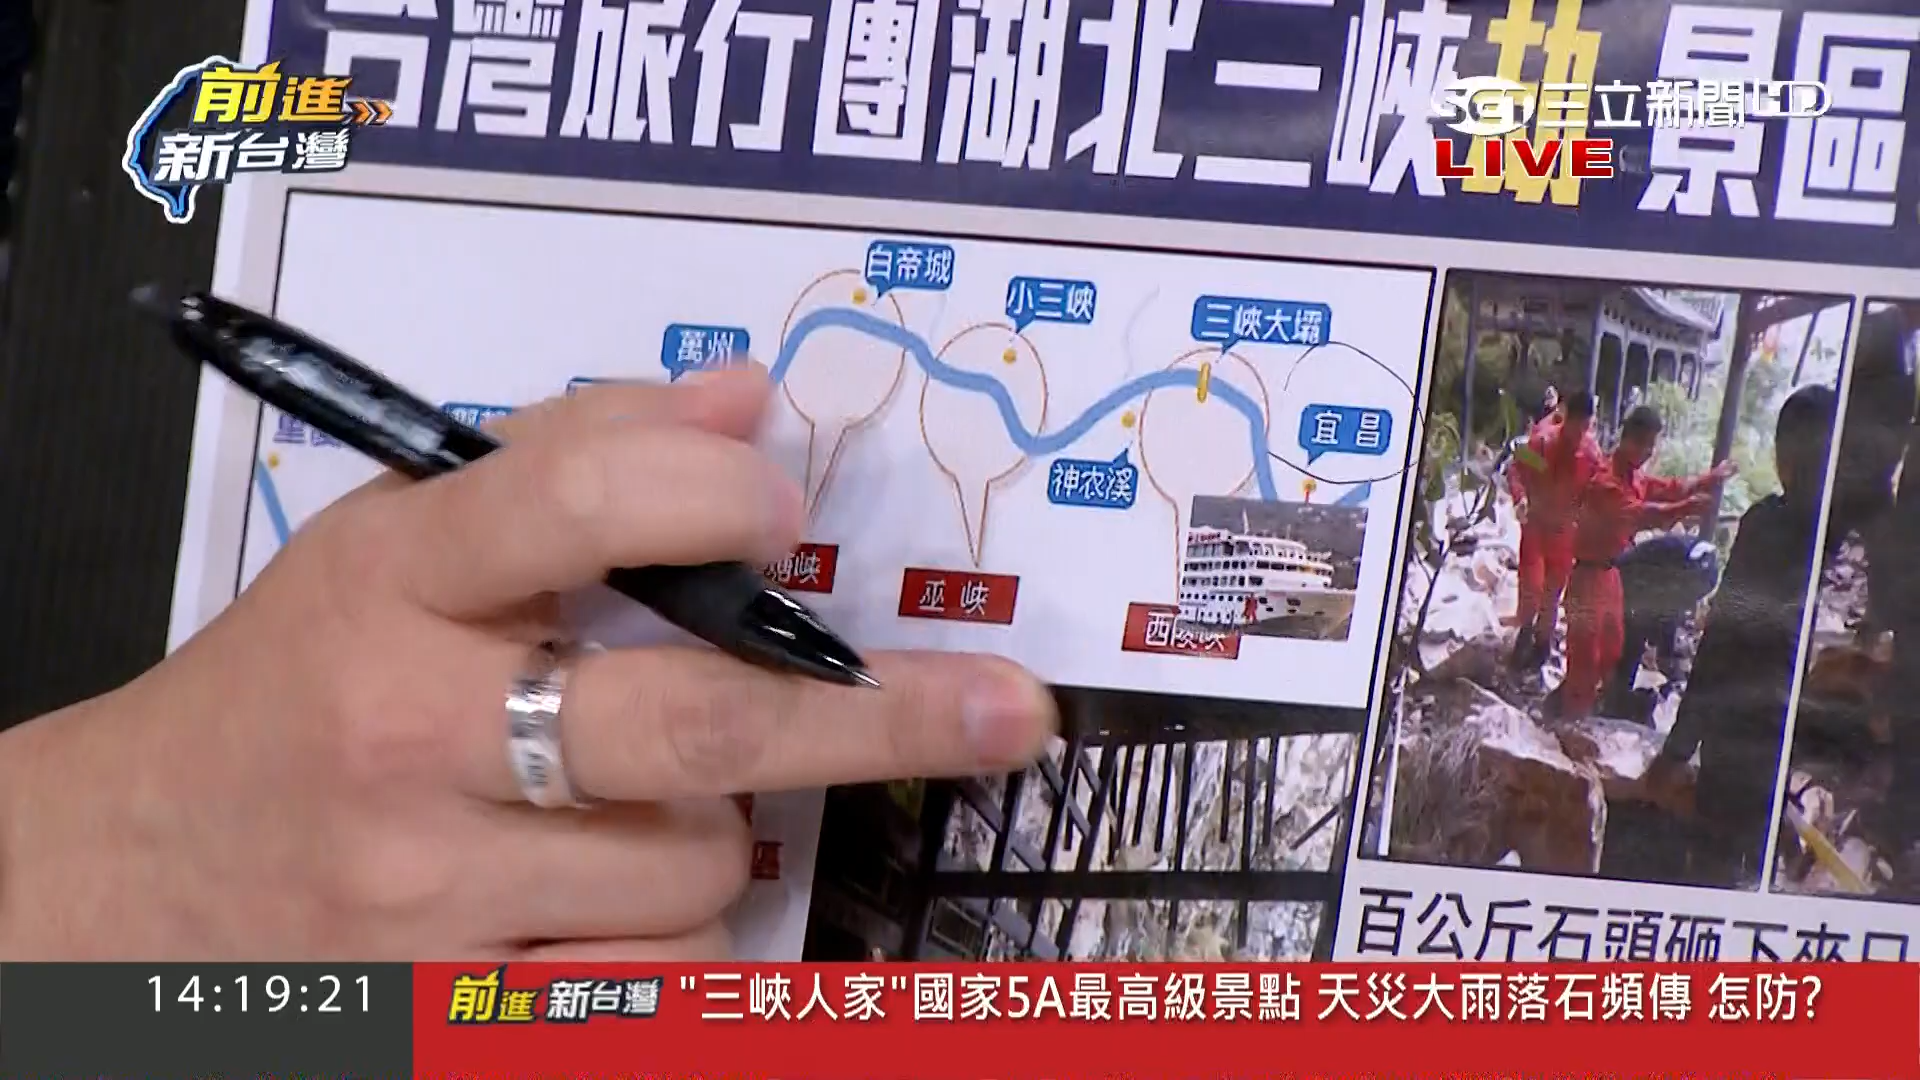 台灣旅行團湖北三峽劫 景區
前進
新台灣
SET三立新聞HD
LIVE
白帝城
小三峽
三峽大壩
萬州
宜昌
神農溪
巫峽
西陵峽
區
百公斤石頭砸下來
14:19:21
前進新台灣 "三峽人家"國家5A最高級景點 天災大雨落石頻傳 怎防?